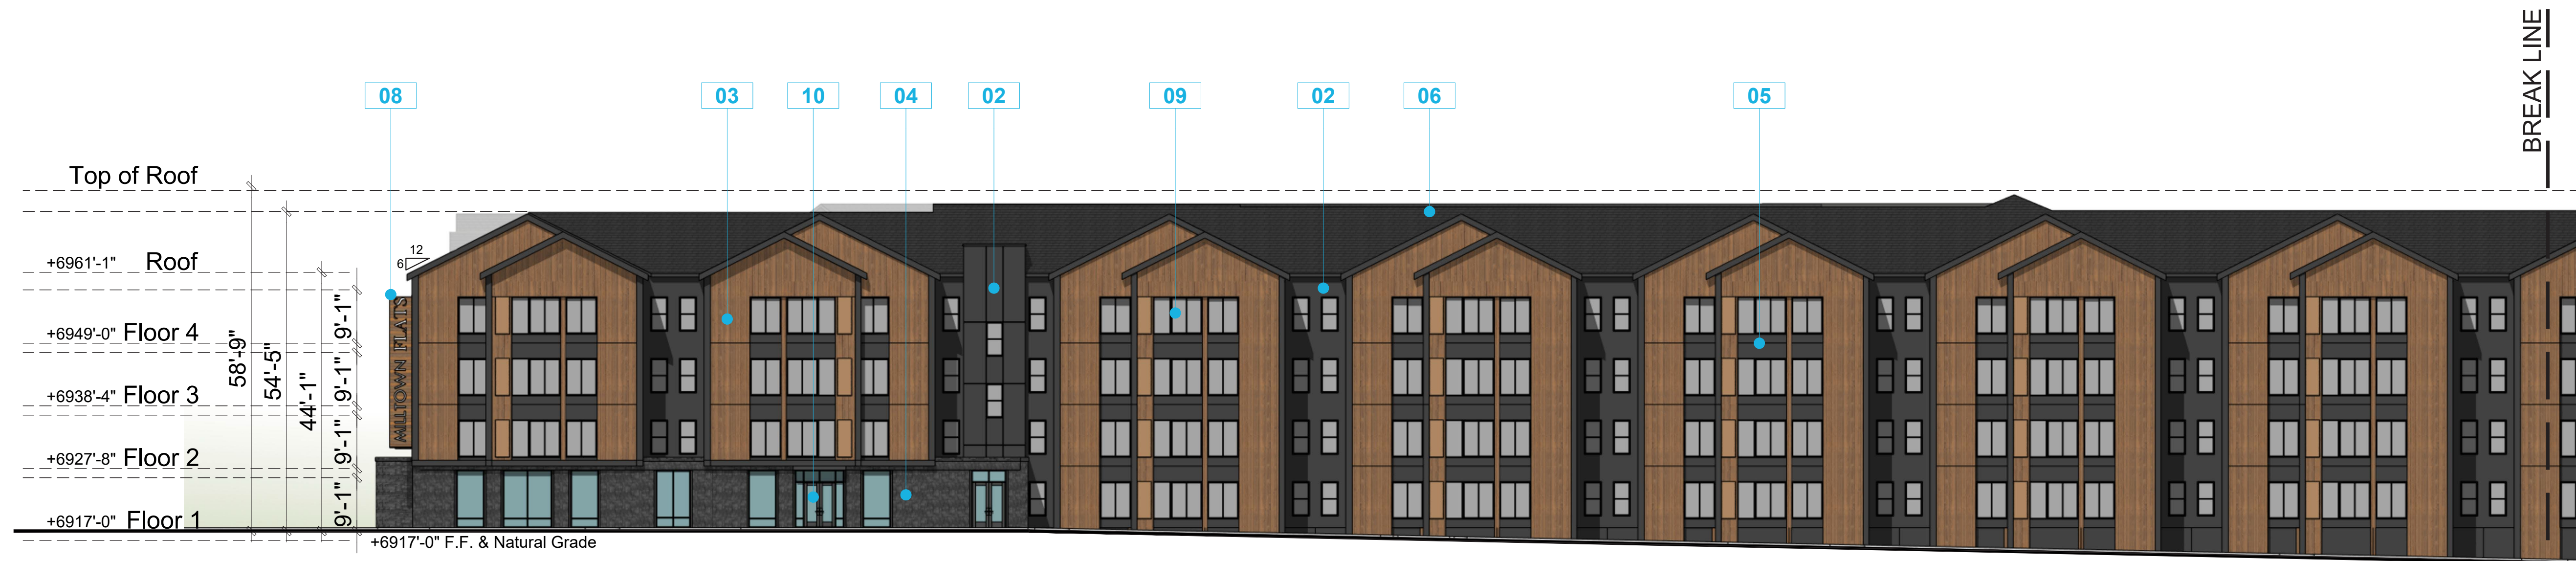 BREAK LINE
08
03
10
04
02
09
02
06
05
Top of Roof
12
6
+6961'-1" Roof
+6949'-0" Floor 4
+6938'-4" Floor 3
+6927'-8" Floor 2
+6917'-0" Floor 1
58'-9"
54'-5"
44'-1"
9'-1"
9'-1"
9'-1"
9'-1"
MILLTOWN FLATS
+6917'-0" F.F. & Natural Grade